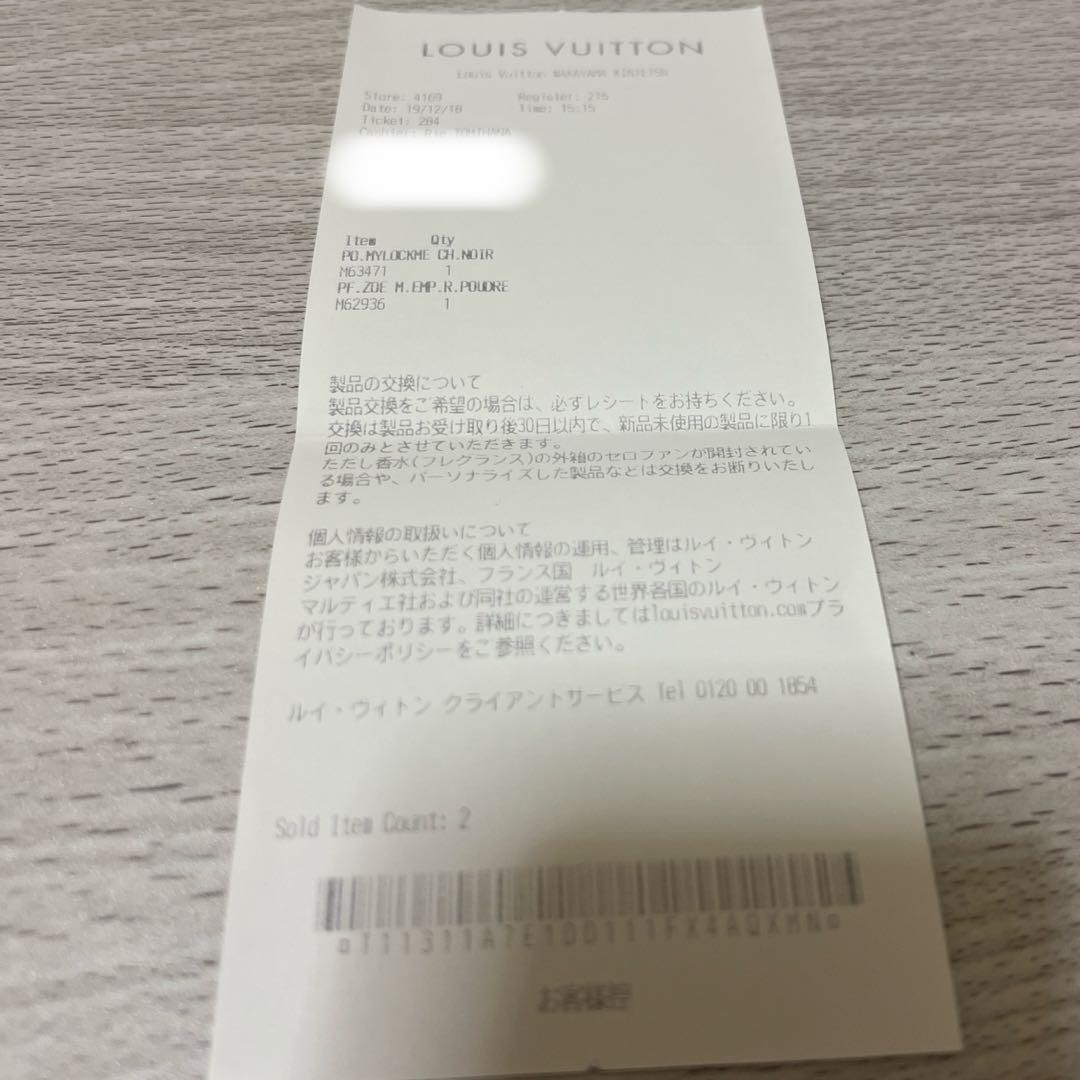 LOUIS VUITTON
Louis Vuitton WAKAYAMA KINTETSU
Store: 4169 Register: 215
Date: 19/12/18 Time: 15:15
Ticket: 284
Cashier: Rie
Item Qty
PO.MYLOCKME CH.NOIR
M63471 1
PF.ZOE M.EMP.R.POUDRE
M62936 1
製品の交換について
製品交換をご希望の場合は、必ずレシートをお持ちください。
交換は製品お受け取り後30日以内で、新品未使用の製品に限り1
回のみとさせていただきます。
ただし香水(フレグランス)の外箱のセロファンが開封されてい
る場合や、パーソナライズした製品などは交換をお断りいたし
ます。
個人情報の取扱いについて
お客様からいただく個人情報の運用、管理はルイ・ヴィトン
ジャパン株式会社、フランス国 ルイ・ヴィトン
マルティエ社および同社の運営する世界各国のルイ・ヴィトン
が行っております。詳細につきましてはlouisvuitton.comプラ
イバシーポリシーをご参照ください。
ルイ・ヴィトン クライアントサービス Tel 0120 00 1854
Sold Item Count: 2
お客様控